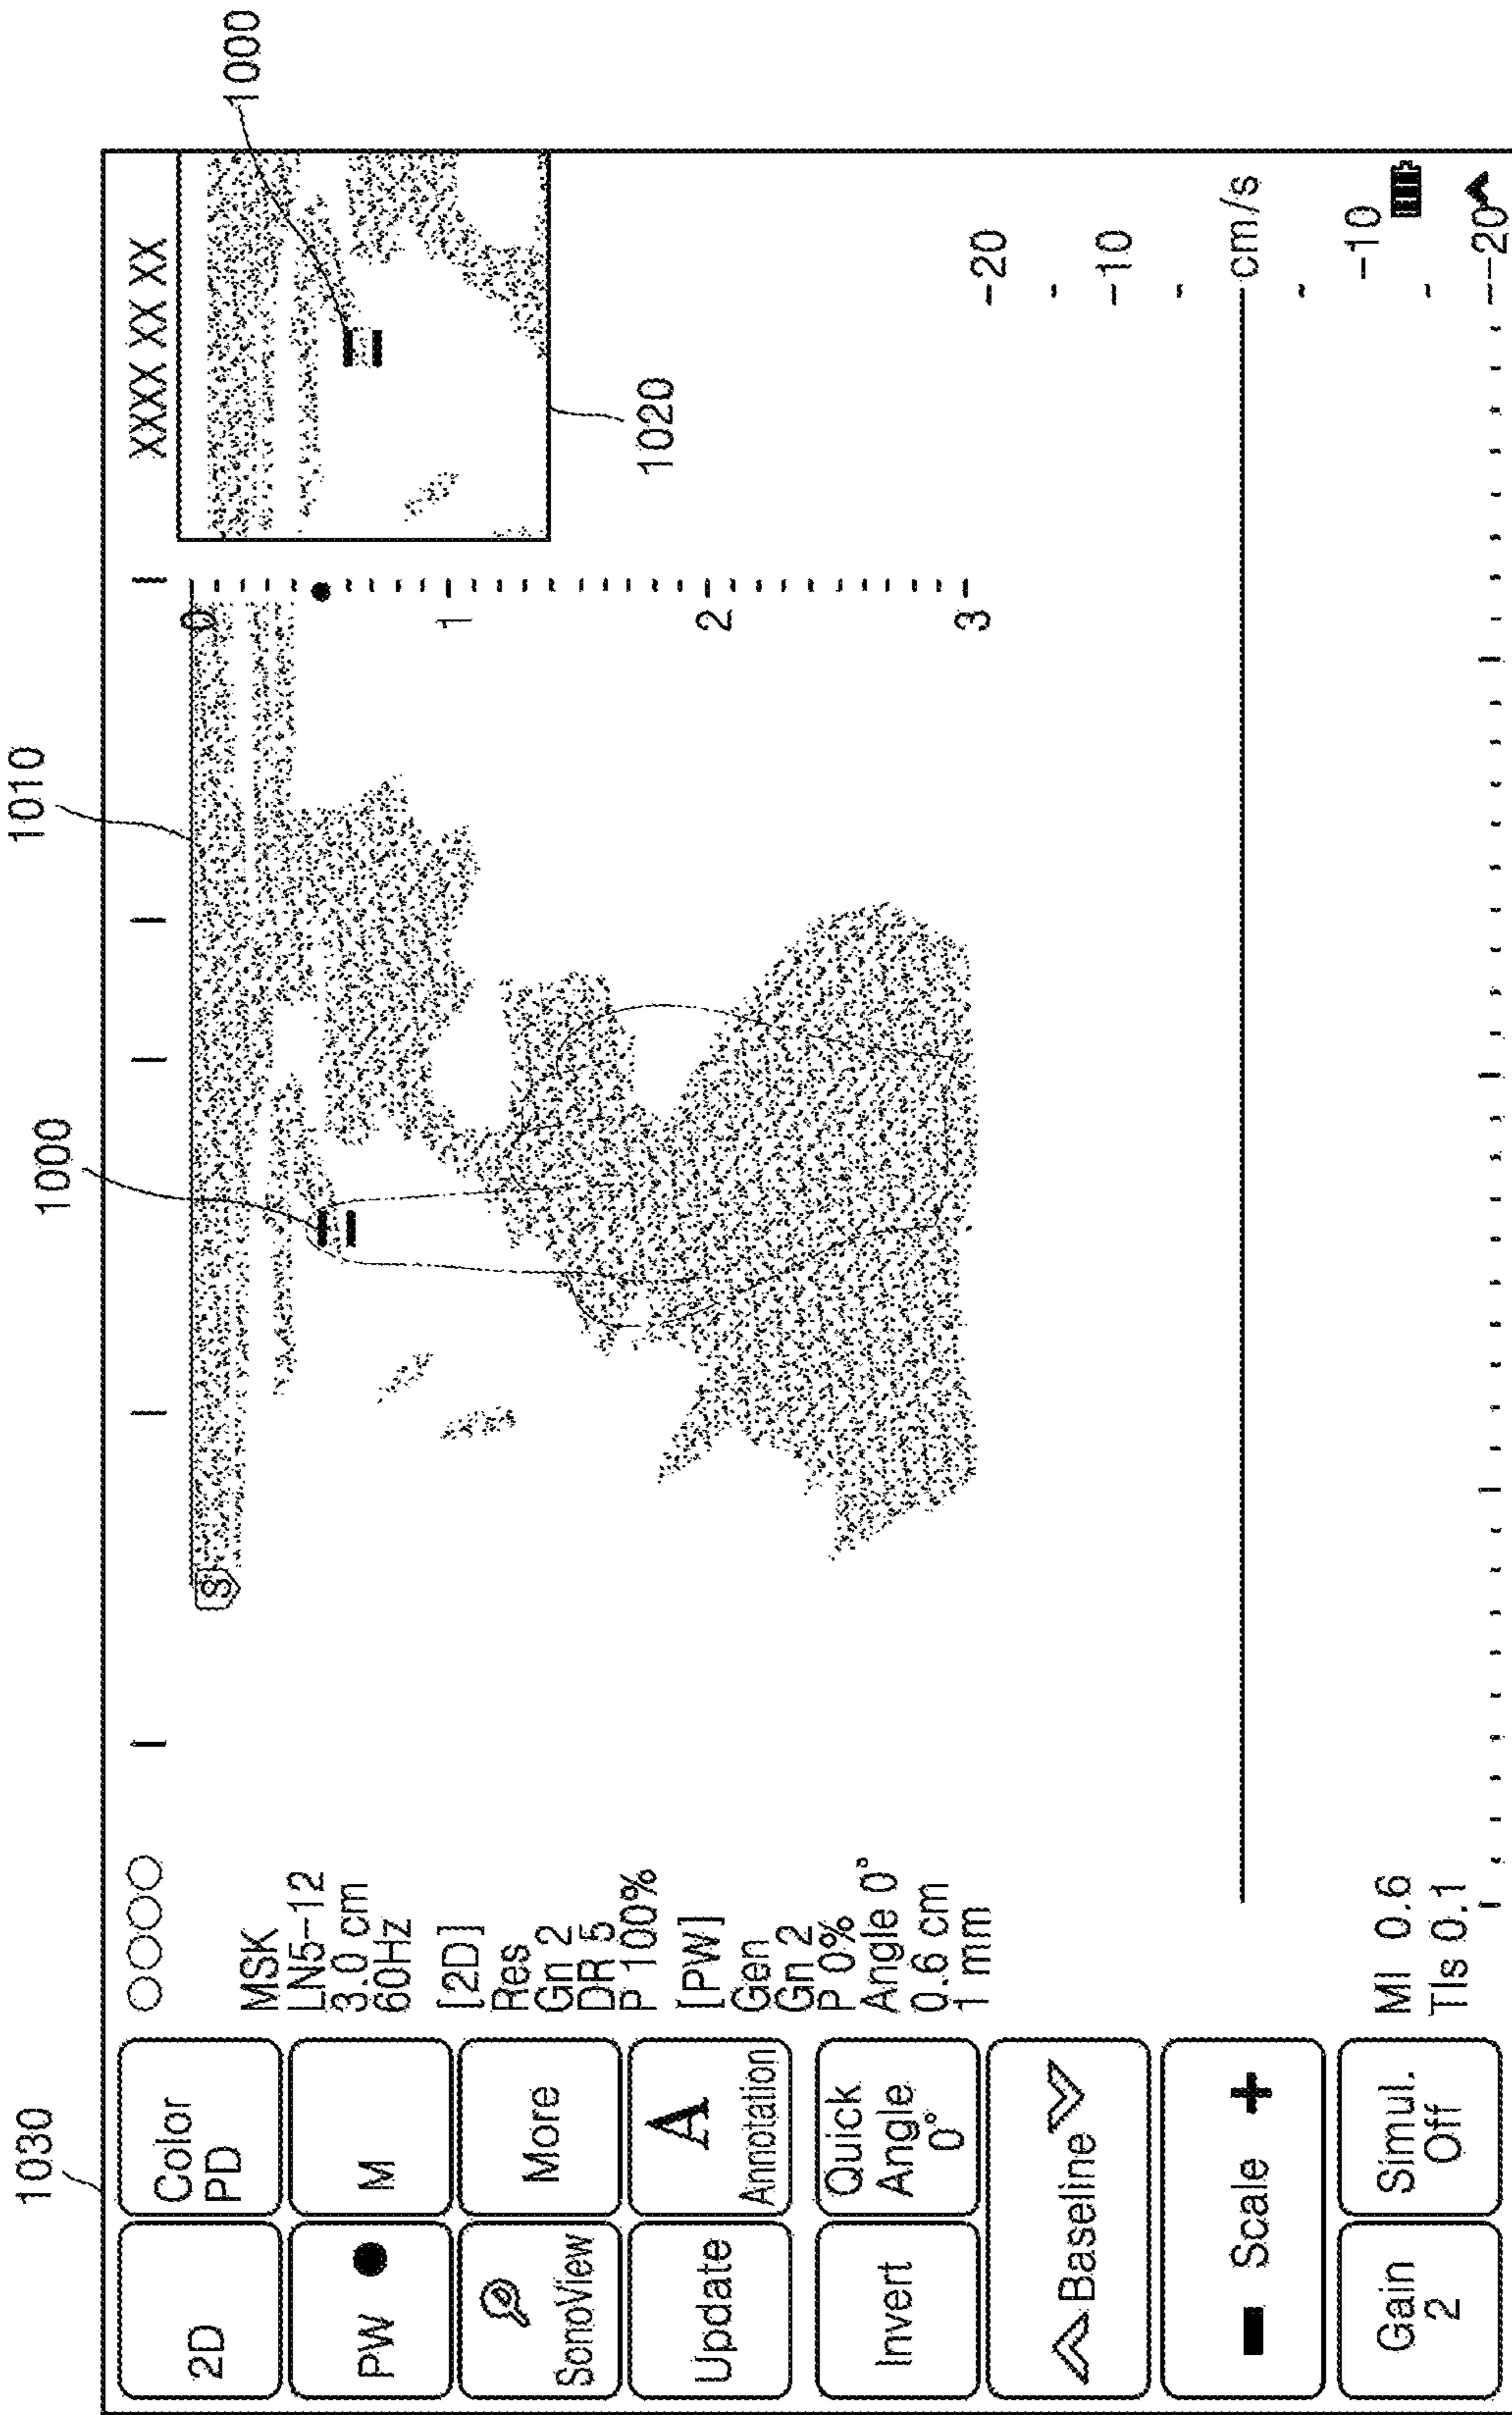 1030
1000
1010
1020
1000
2D
Color
PD
PW
M
SonoView
More
Update
A
Annotation
Invert
Quick
Angle
0°
Baseline
Scale
Gain
2
Simul.
Off
MSK
LN5-12
3.0 cm
60Hz
[2D]
Res
Gn 2
DR 5
P 100%
[PW]
Gen
Gn 2
P 0%
Angle 0°
0.6 cm
1 mm
MI 0.6
TIs 0.1
S
0
1
2
3
XXXX XX XX
-20
-10
cm/s
-10
-20